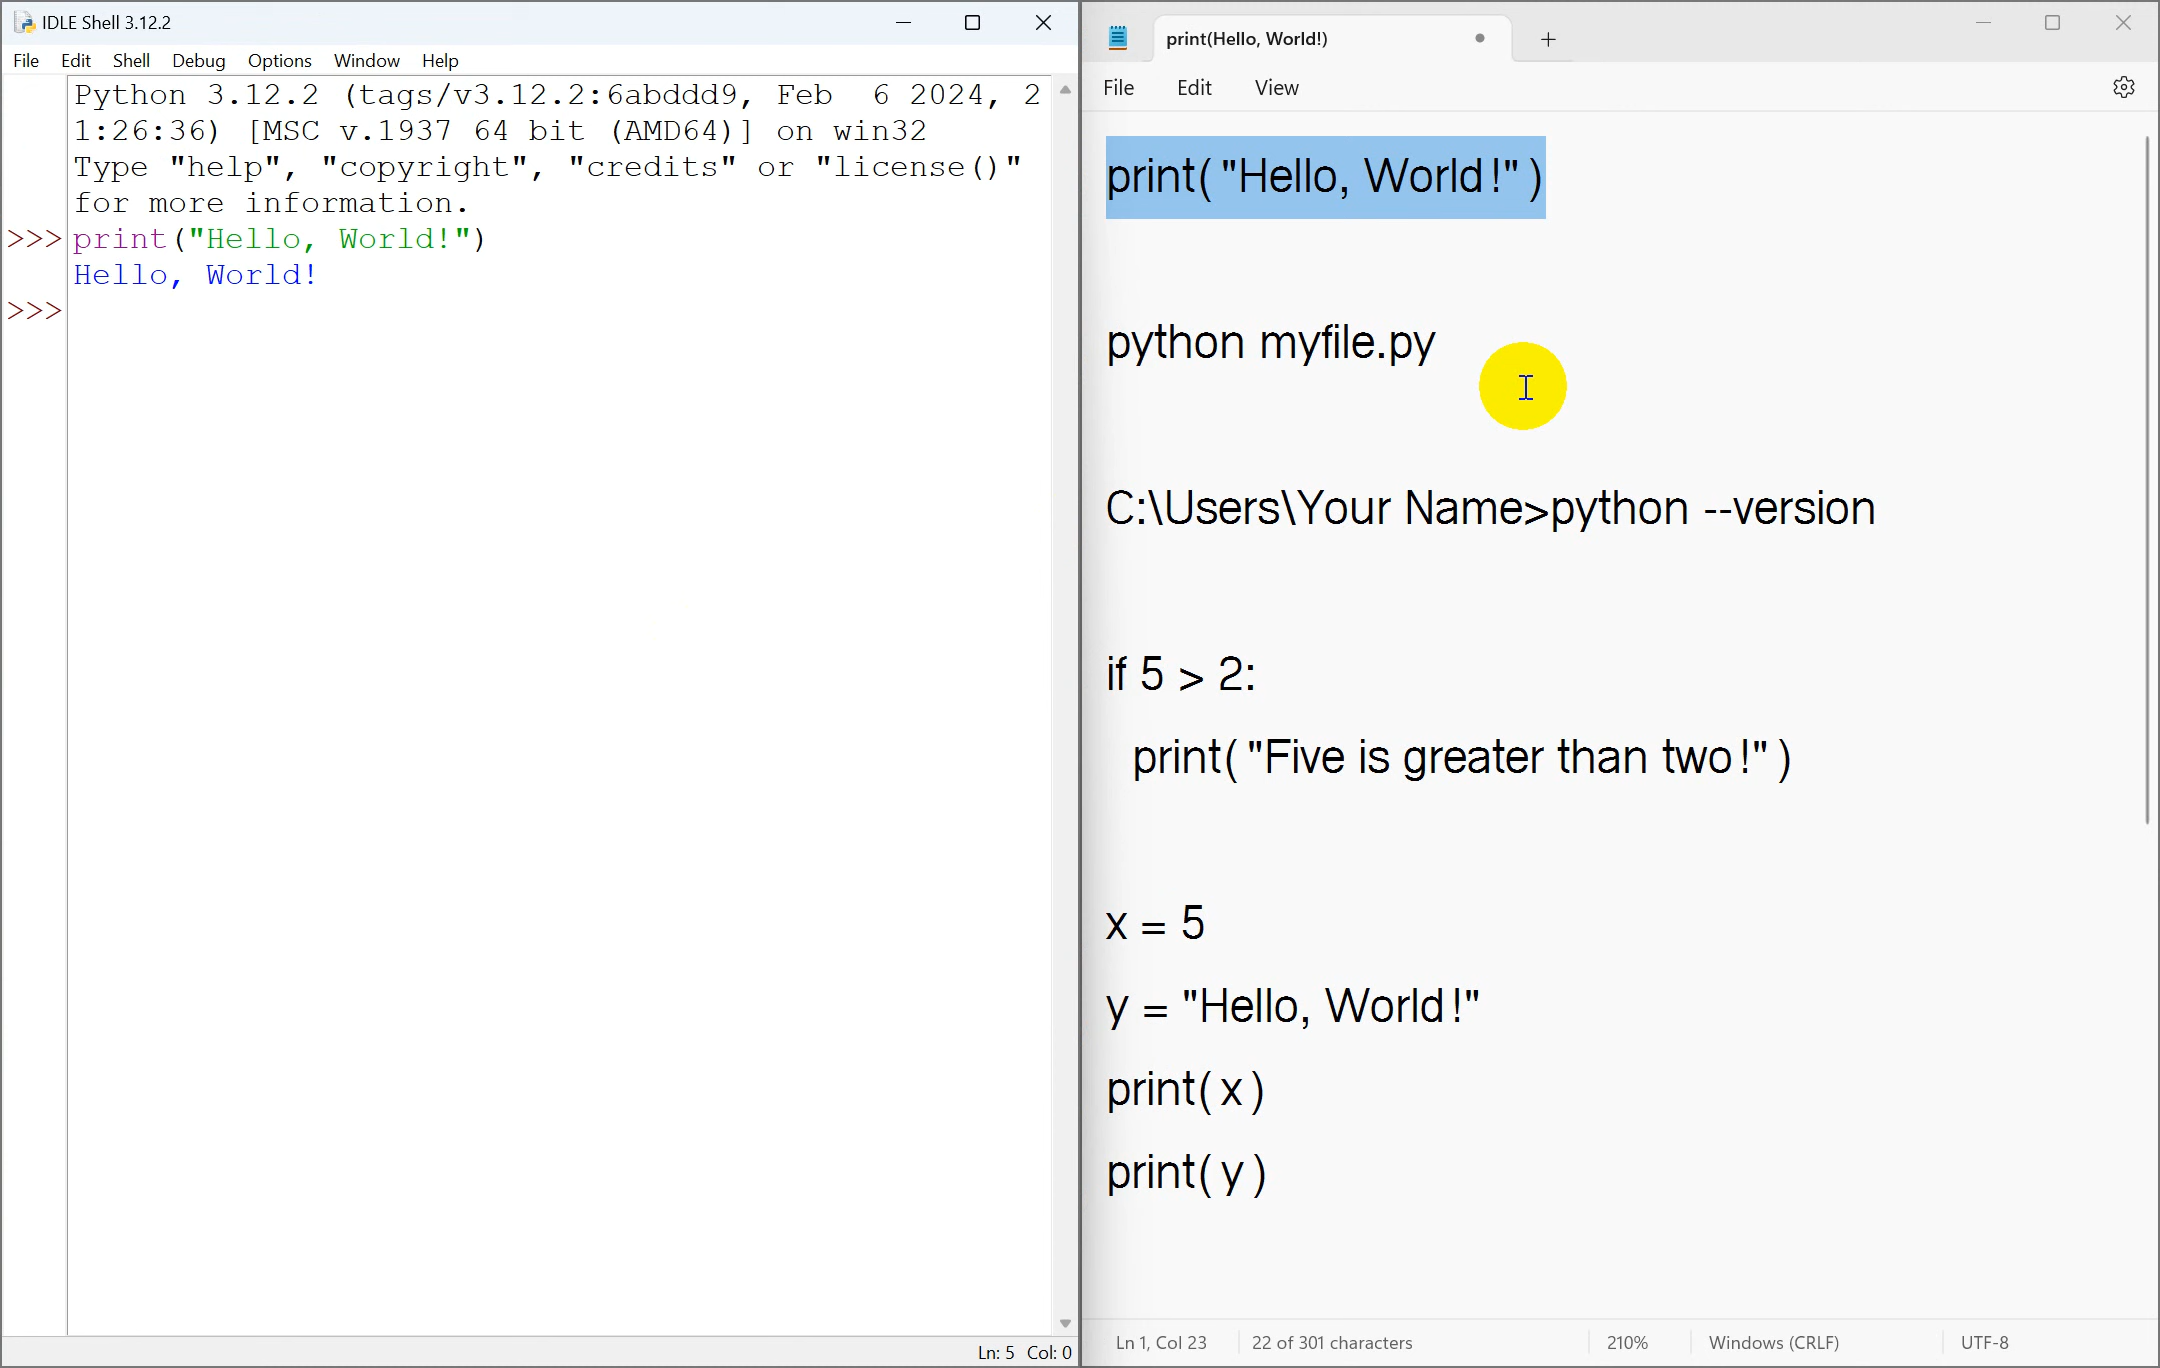 IDLE Shell 3.12.2
File Edit Shell Debug Options Window Help
Python 3.12.2 (tags/v3.12.2:6abddd9, Feb  6 2024, 2
1:26:36) [MSC v.1937 64 bit (AMD64)] on win32
Type "help", "copyright", "credits" or "license()"
for more information.
>>> print("Hello, World!")
Hello, World!
>>>
Ln: 5 Col: 0
print(Hello, World!)
File Edit View
print("Hello, World!")
python myfile.py
C:\Users\Your Name>python --version
if 5 > 2:
  print("Five is greater than two!")
x = 5
y = "Hello, World!"
print(x)
print(y)
Ln 1, Col 23 22 of 301 characters 210% Windows (CRLF) UTF-8